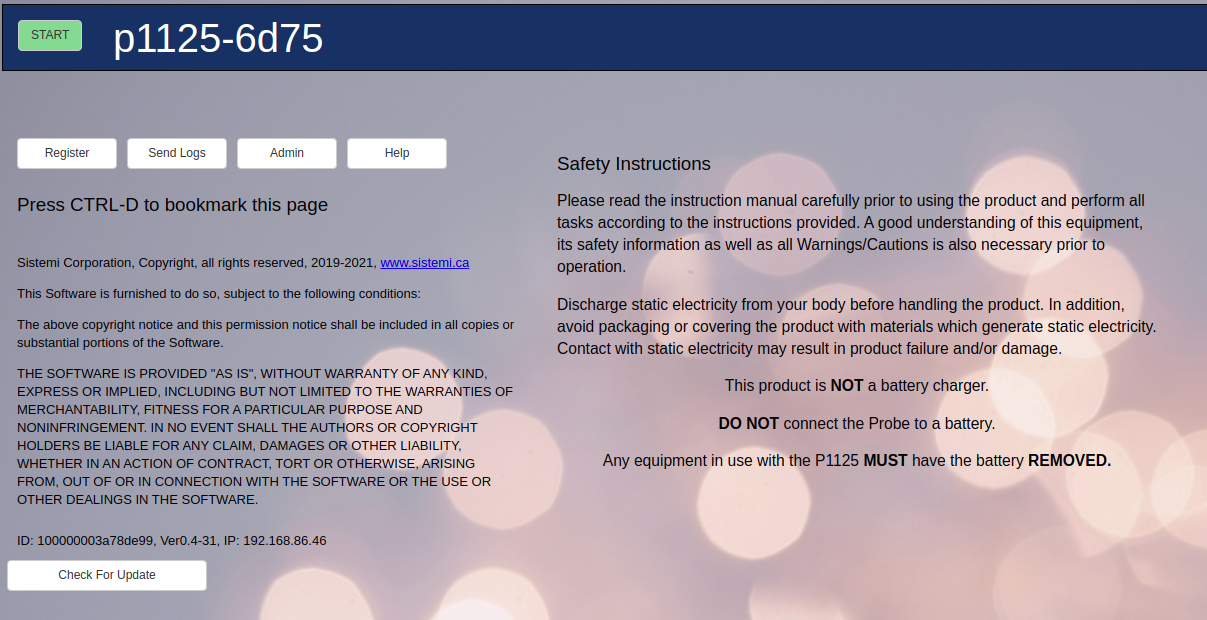 START
p1125-6d75
Register
Send Logs
Admin
Help
Press CTRL-D to bookmark this page
Sistemi Corporation, Copyright, all rights reserved, 2019-2021, www.sistemi.ca
This Software is furnished to do so, subject to the following conditions:
The above copyright notice and this permission notice shall be included in all copies or
substantial portions of the Software.
THE SOFTWARE IS PROVIDED "AS IS", WITHOUT WARRANTY OF ANY KIND,
EXPRESS OR IMPLIED, INCLUDING BUT NOT LIMITED TO THE WARRANTIES OF
MERCHANTABILITY, FITNESS FOR A PARTICULAR PURPOSE AND
NONINFRINGEMENT. IN NO EVENT SHALL THE AUTHORS OR COPYRIGHT
HOLDERS BE LIABLE FOR ANY CLAIM, DAMAGES OR OTHER LIABILITY,
WHETHER IN AN ACTION OF CONTRACT, TORT OR OTHERWISE, ARISING
FROM, OUT OF OR IN CONNECTION WITH THE SOFTWARE OR THE USE OR
OTHER DEALINGS IN THE SOFTWARE.
ID: 100000003a78de99, Ver0.4-31, IP: 192.168.86.46
Check For Update
Safety Instructions
Please read the instruction manual carefully prior to using the product and perform all
tasks according to the instructions provided. A good understanding of this equipment,
its safety information as well as all Warnings/Cautions is also necessary prior to
operation.
Discharge static electricity from your body before handling the product. In addition,
avoid packaging or covering the product with materials which generate static electricity.
Contact with static electricity may result in product failure and/or damage.
This product is NOT a battery charger.
DO NOT connect the Probe to a battery.
Any equipment in use with the P1125 MUST have the battery REMOVED.